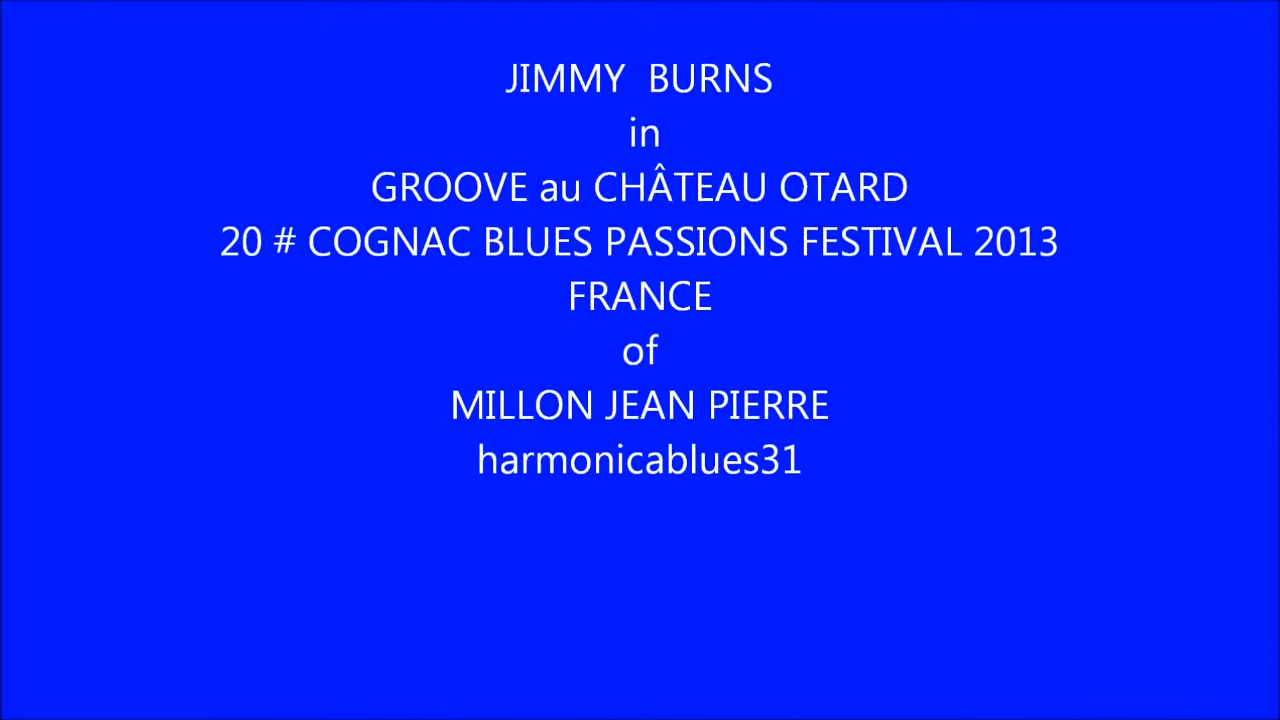 JIMMY  BURNS
in
GROOVE au CHÂTEAU OTARD
20 # COGNAC BLUES PASSIONS FESTIVAL 2013
FRANCE
of
MILLON JEAN PIERRE
harmonicablues31